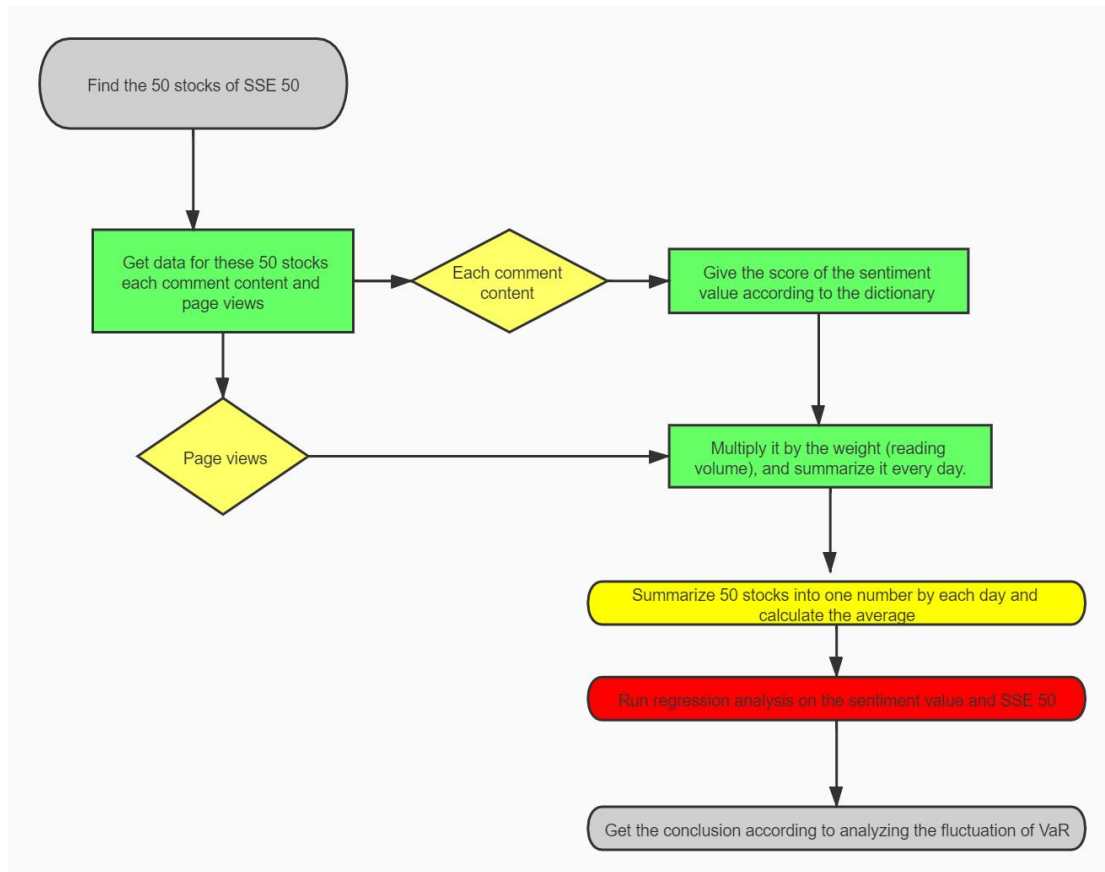 Find the 50 stocks of SSE 50
Get data for these 50 stocks
each comment content and
page views
Each comment
content
Give the score of the sentiment
value according to the dictionary
Page views
Multiply it by the weight (reading
volume), and summarize it every day.
Summarize 50 stocks into one number by each day and
calculate the average
Run regression analysis on the sentiment value and SSE 50
Get the conclusion according to analyzing the fluctuation of VaR